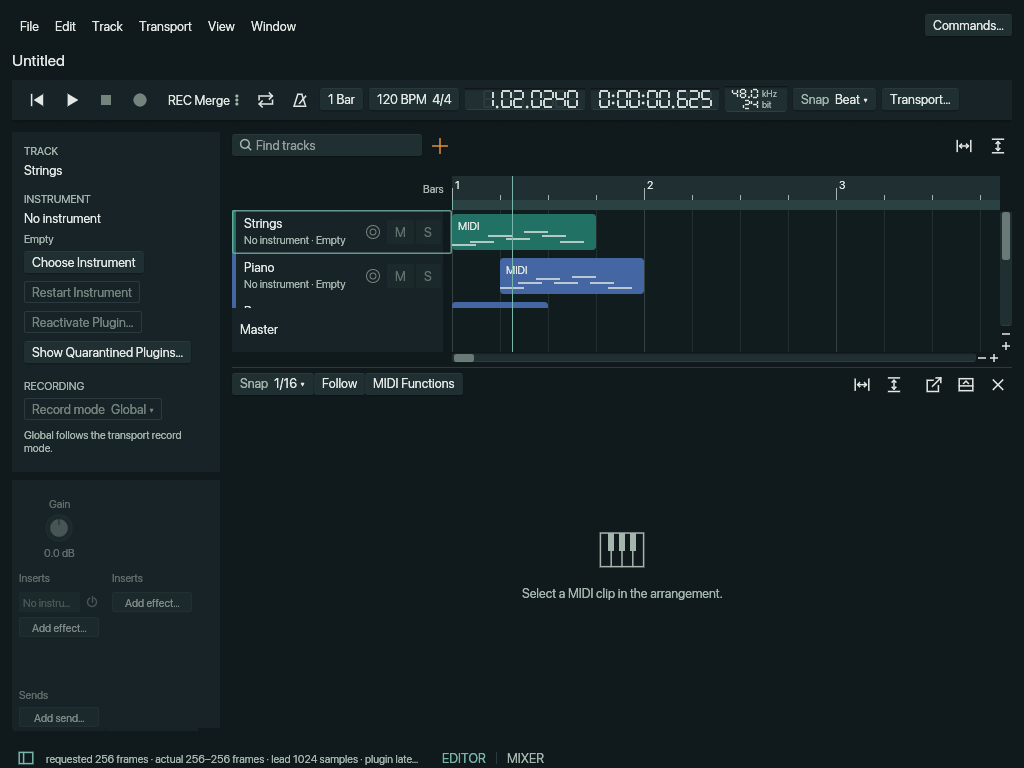 File Edit Track Transport View Window Commands...
Untitled
REC Merge 1 Bar 120 BPM 4/4 1.02.0240 0:00:00.625 48.0 kHz 24 bit Snap Beat Transport...
TRACK
Strings
INSTRUMENT
No instrument
Empty
Choose Instrument
Restart Instrument
Reactivate Plugin...
Show Quarantined Plugins...
RECORDING
Record mode Global
Global follows the transport record
mode.
Gain
0.0 dB
Inserts Inserts
No instru... Add effect...
Add effect...
Sends
Add send...
Find tracks
Bars 1 2 3
Strings
No instrument · Empty M S
MIDI
Piano
No instrument · Empty M S
MIDI
Master
Snap 1/16 Follow MIDI Functions
Select a MIDI clip in the arrangement.
requested 256 frames · actual 256–256 frames · lead 1024 samples · plugin late... EDITOR MIXER